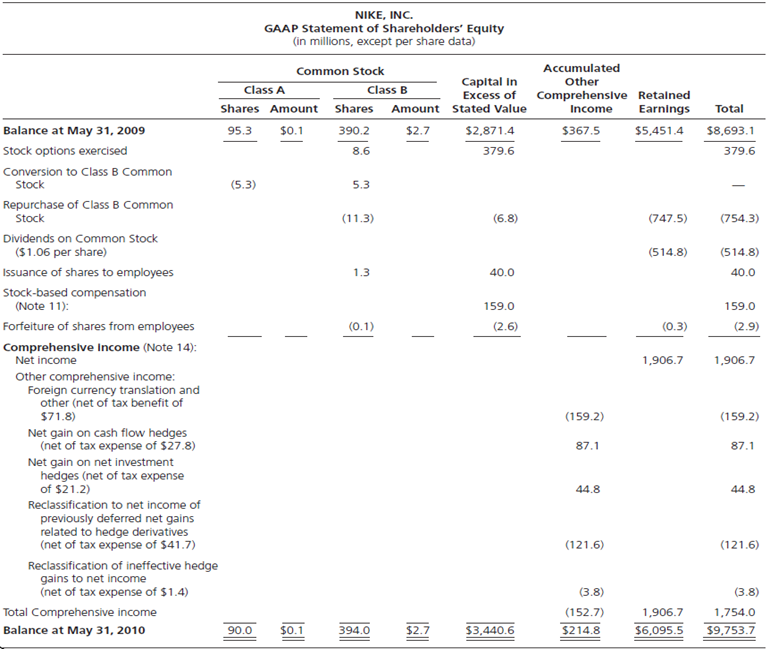 NIKE, INC.
GAAP Statement of Shareholders' Equity
(in millions, except per share data)
Common Stock
Accumulated
Class A Class B Capital in Other
Excess of Comprehensive Retained
Shares Amount Shares Amount Stated Value Income Earnings Total
Balance at May 31, 2009 95.3 $0.1 390.2 $2.7 $2,871.4 $367.5 $5,451.4 $8,693.1
Stock options exercised 8.6 379.6 379.6
Conversion to Class B Common
Stock (5.3) 5.3 —
Repurchase of Class B Common
Stock (11.3) (6.8) (747.5) (754.3)
Dividends on Common Stock
($1.06 per share) (514.8) (514.8)
Issuance of shares to employees 1.3 40.0 40.0
Stock-based compensation
(Note 11): 159.0 159.0
Forfeiture of shares from employees (0.1) (2.6) (0.3) (2.9)
Comprehensive Income (Note 14):
Net income 1,906.7 1,906.7
Other comprehensive income:
Foreign currency translation and
other (net of tax benefit of
$71.8) (159.2) (159.2)
Net gain on cash flow hedges
(net of tax expense of $27.8) 87.1 87.1
Net gain on net investment
hedges (net of tax expense
of $21.2) 44.8 44.8
Reclassification to net income of
previously deferred net gains
related to hedge derivatives
(net of tax expense of $41.7) (121.6) (121.6)
Reclassification of ineffective hedge
gains to net income
(net of tax expense of $1.4) (3.8) (3.8)
Total Comprehensive income (152.7) 1,906.7 1,754.0
Balance at May 31, 2010 90.0 $0.1 394.0 $2.7 $3,440.6 $214.8 $6,095.5 $9,753.7